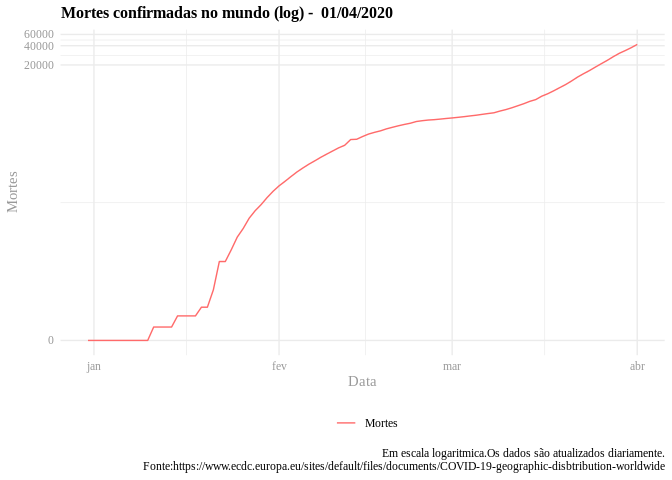 Mortes confirmadas no mundo (log) -  01/04/2020
60000
40000
20000
0
Mortes
jan
fev
mar
abr
Data
Mortes
Em escala logaritmica.Os dados são atualizados diariamente.
Fonte:https://www.ecdc.europa.eu/sites/default/files/documents/COVID-19-geographic-disbtribution-worldwide